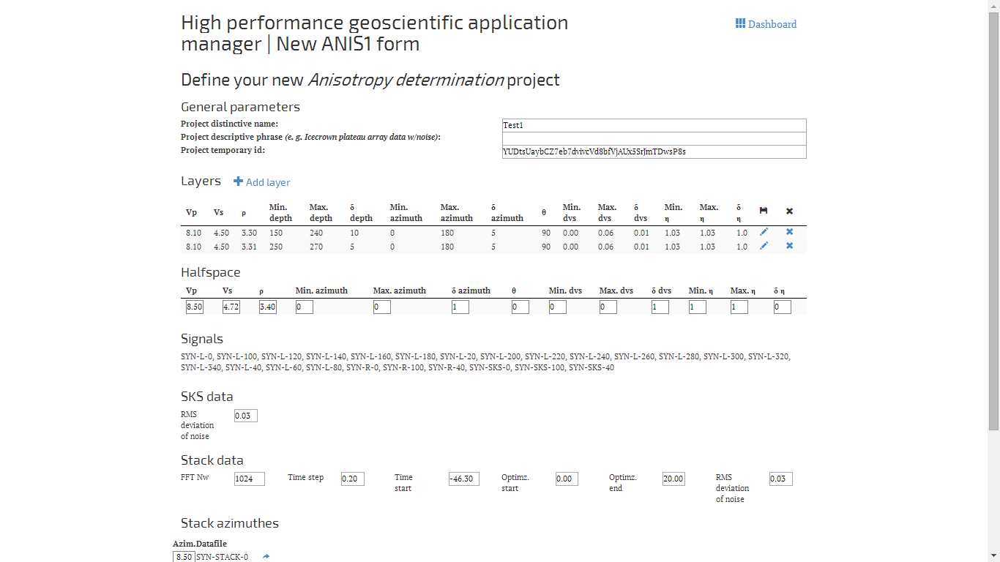 High performance geoscientific application
manager | New ANIS1 form
Dashboard
Define your new Anisotropy determination project
General parameters
Project distinctive name:
Test1
Project descriptive phrase (e. g. Icecrown plateau array data w/noise):
Project temporary id:
YUDtsUaybCZ7eb7dvivcVd8bfVjAUx5SrJmTDwsP8s
Layers Add layer
Vp Vs ρ Min. depth Max. depth δ depth Min. azimuth Max. azimuth δ azimuth θ Min. dvs Max. dvs δ dvs Min. η Max. η δ η
8.10 4.50 3.30 150 240 10 0 180 5 90 0.00 0.06 0.01 1.03 1.03 1.0
8.10 4.50 3.31 250 270 5 0 180 5 90 0.00 0.06 0.01 1.03 1.03 1.0
Halfspace
Vp Vs ρ Min. azimuth Max. azimuth δ azimuth θ Min. dvs Max. dvs δ dvs Min. η Max. η δ η
8.50 4.72 3.40 0 0 1 0 0 0 1 1 1 0
Signals
SYN-L-0, SYN-L-100, SYN-L-120, SYN-L-140, SYN-L-160, SYN-L-180, SYN-L-20, SYN-L-200, SYN-L-220, SYN-L-240, SYN-L-260, SYN-L-280, SYN-L-300, SYN-L-320,
SYN-L-340, SYN-L-40, SYN-L-60, SYN-L-80, SYN-R-0, SYN-R-100, SYN-R-40, SYN-SKS-0, SYN-SKS-100, SYN-SKS-40
SKS data
RMS
deviation
of noise
0.03
Stack data
FFT Nw 1024 Time step 0.20 Time start -46.30 Optimz. start 0.00 Optimz. end 20.00 RMS deviation of noise 0.03
Stack azimuthes
Azim. Datafile
8.50 SYN-STACK-0